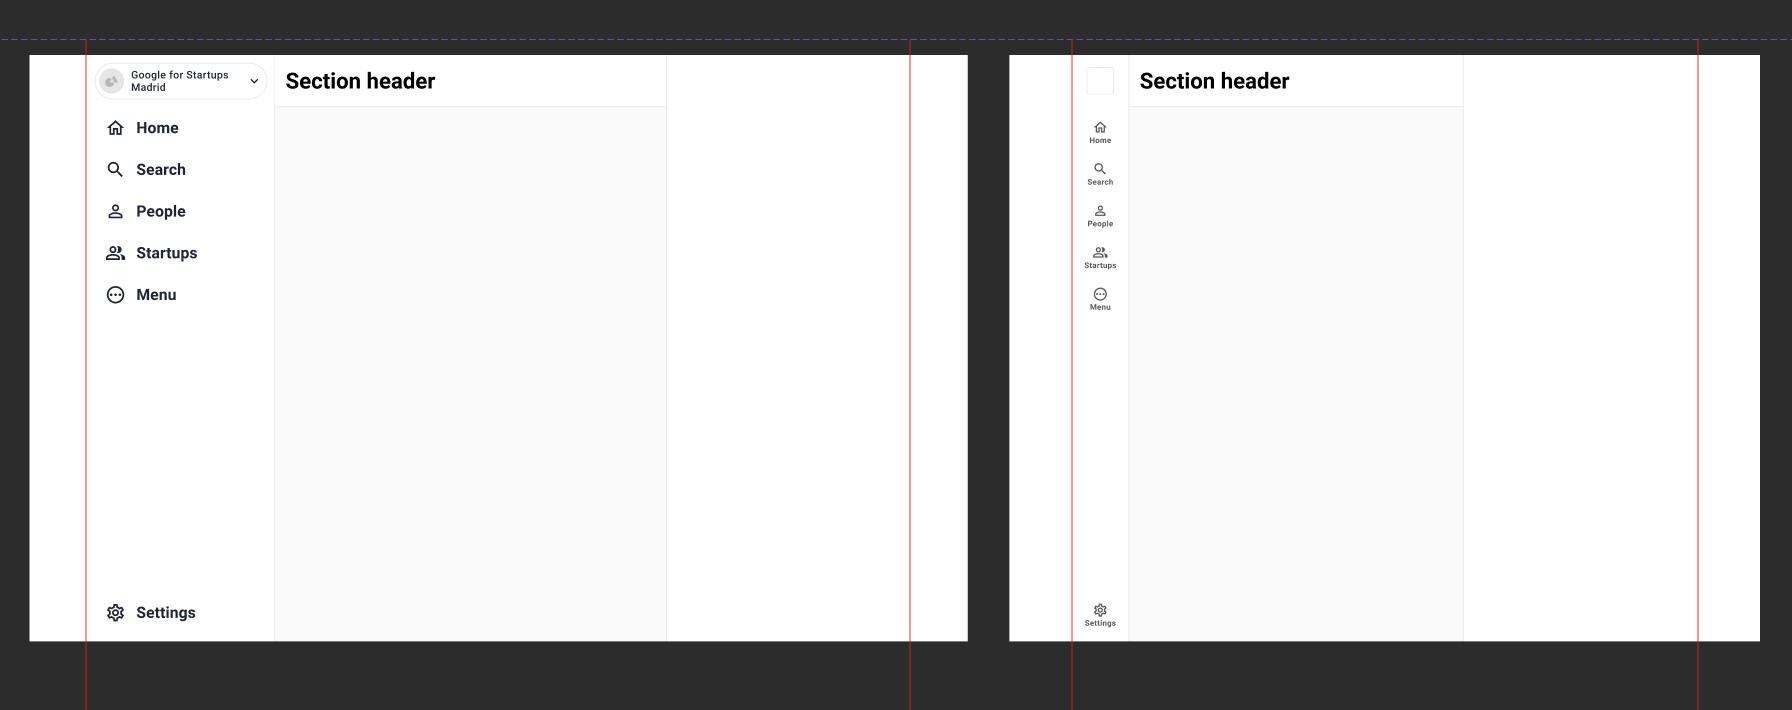 Google for Startups
Madrid
Section header
Home
Search
People
Startups
Menu
Settings
Section header
Home
Search
People
Startups
Menu
Settings